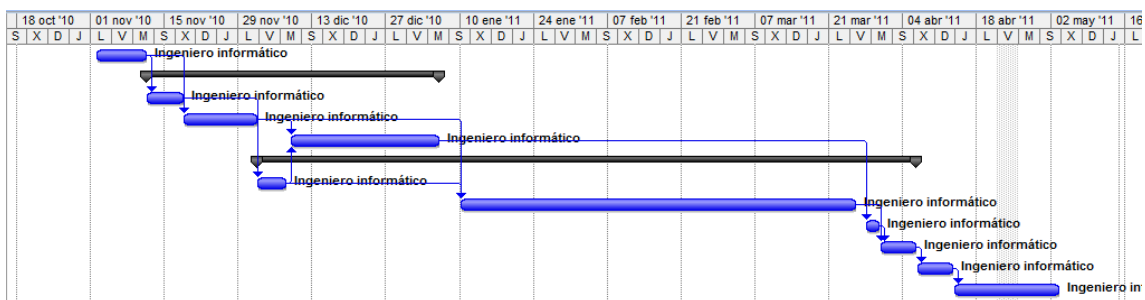 18 oct '10 01 nov '10 15 nov '10 29 nov '10 13 dic '10 27 dic '10 10 ene '11 24 ene '11 07 feb '11 21 feb '11 07 mar '11 21 mar '11 04 abr '11 18 abr '11 02 may '11 16
S X D J L V M S X D J L V M S X D J L V M S X D J L V M S X D J L V M S X D J L V M S X D J L V M S X D J L
Ingeniero informático
Ingeniero informático
Ingeniero informático
Ingeniero informático
Ingeniero informático
Ingeniero informático
Ingeniero informático
Ingeniero informático
Ingeniero informático
Ingeniero in